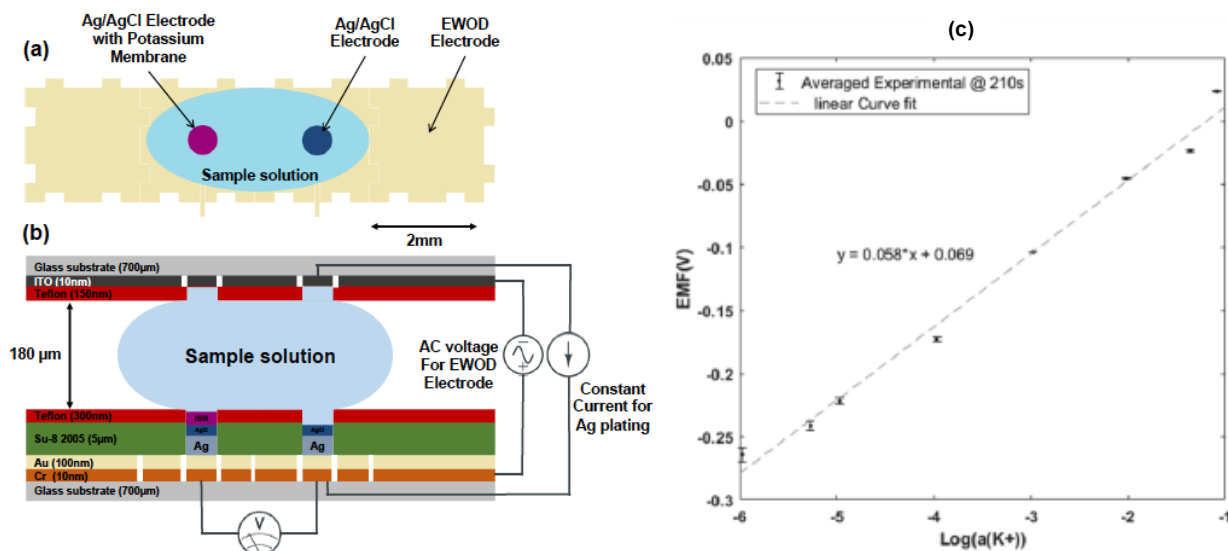 (a)
Ag/AgCl Electrode
with Potassium
Membrane
Ag/AgCl
Electrode
EWOD
Electrode
Sample solution
2mm
(b)
Glass substrate (700µm)
ITO (10nm)
Teflon (150nm)
180 µm
Sample solution
Teflon (300nm)
ISM
AgCl
AgCl
Su-8 2005 (5µm)
Ag
Ag
Au (100nm)
Cr (10nm)
Glass substrate (700µm)
V
AC voltage
For EWOD
Electrode
Constant
Current for
Ag plating
(c)
Averaged Experimental @ 210s
linear Curve fit
y = 0.058*x + 0.069
EMF(V)
0.05
0
-0.05
-0.1
-0.15
-0.2
-0.25
-0.3
-6
-5
-4
-3
-2
-1
Log(a(K+))